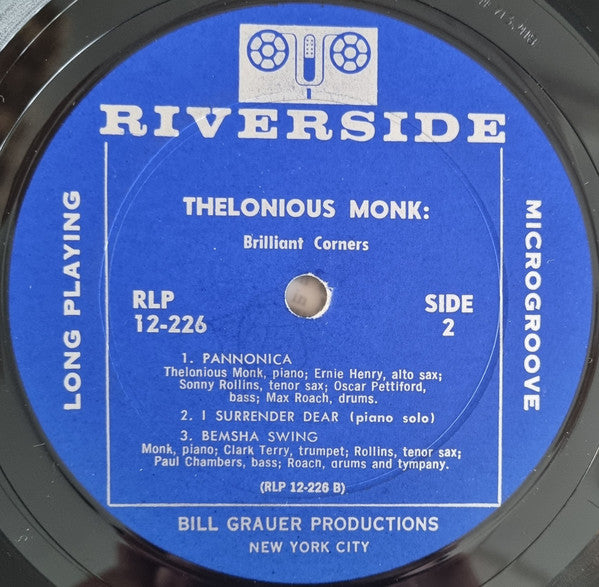 RIVERSIDE
THELONIOUS MONK:
Brilliant Corners
LONG PLAYING
MICROGROOVE
RLP
12-226
SIDE
2
1. PANNONICA
Thelonious Monk, piano; Ernie Henry, alto sax;
Sonny Rollins, tenor sax; Oscar Pettiford,
bass; Max Roach, drums.
2. I SURRENDER DEAR (piano solo)
3. BEMSHA SWING
Monk, piano; Clark Terry, trumpet; Rollins, tenor sax;
Paul Chambers, bass; Roach, drums and tympany.
(RLP 12-226 B)
BILL GRAUER PRODUCTIONS
NEW YORK CITY